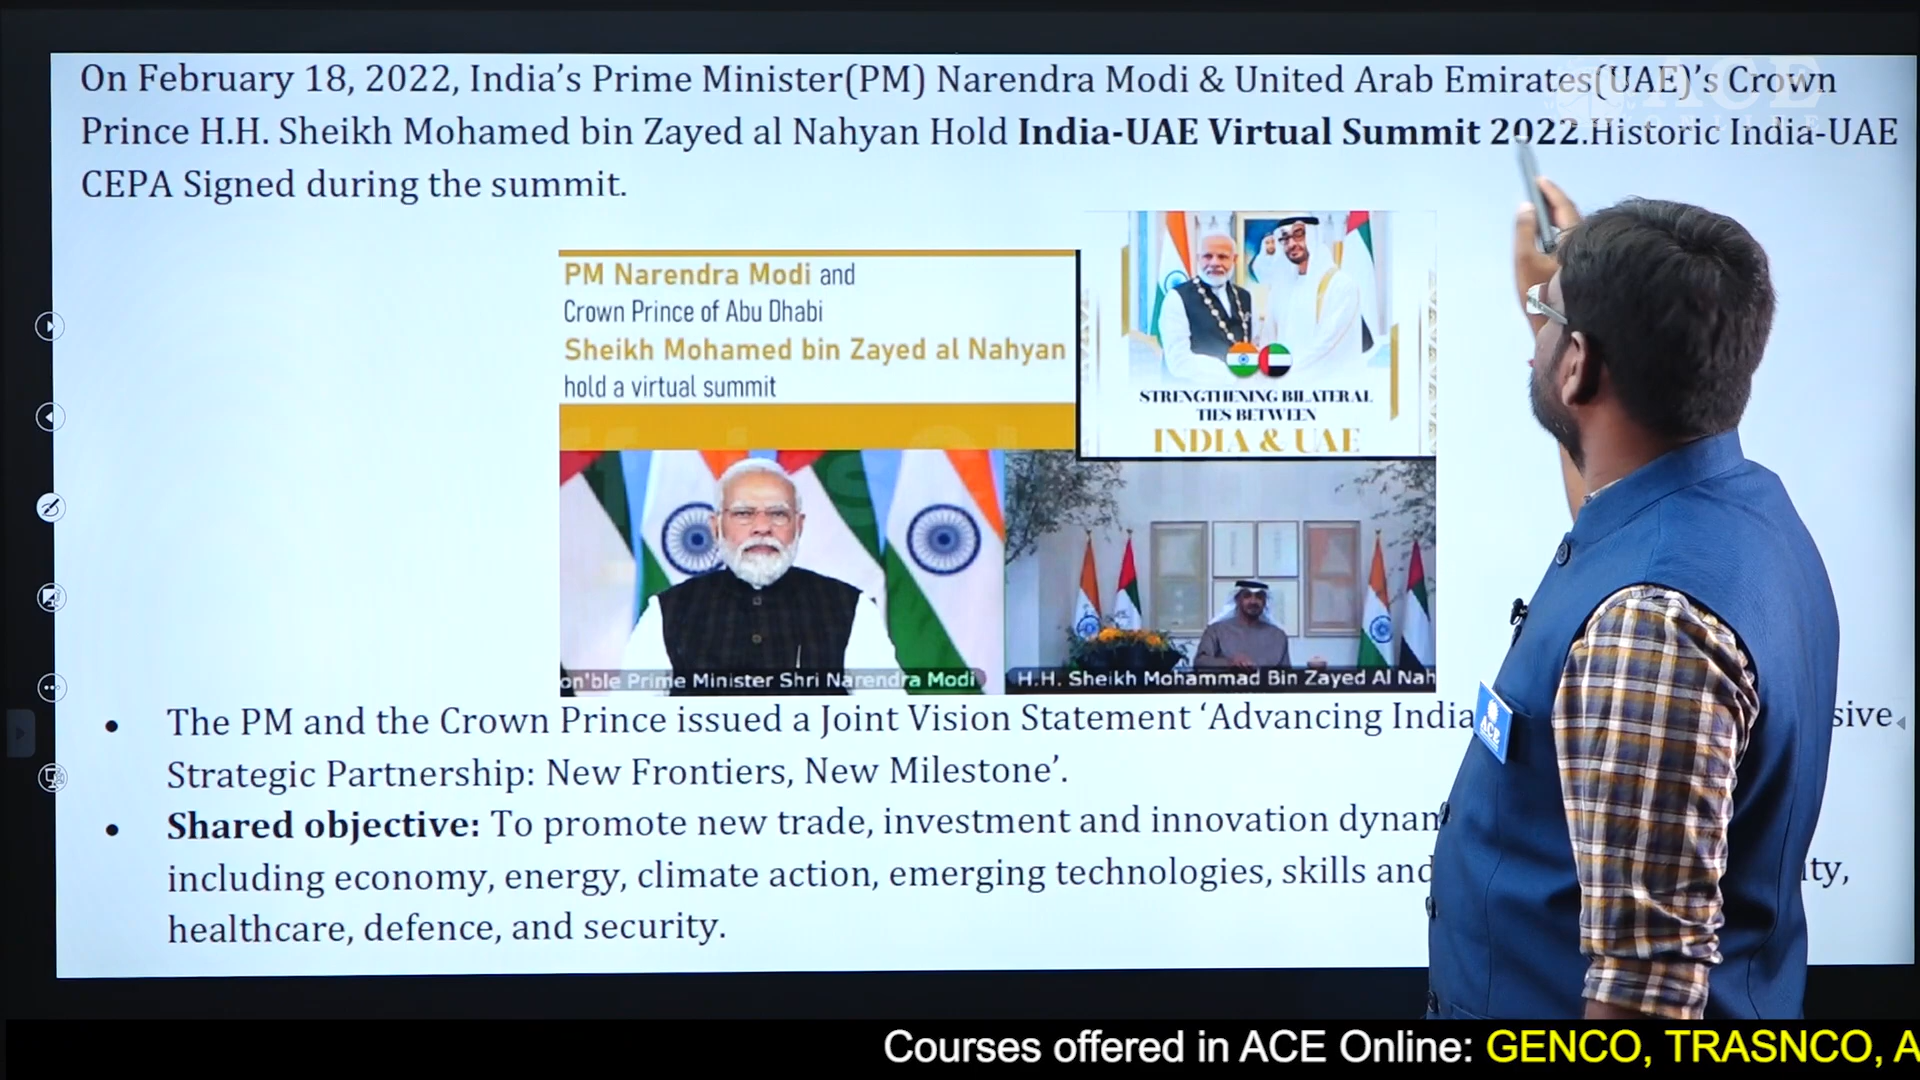 On February 18, 2022, India's Prime Minister(PM) Narendra Modi & United Arab Emirates(UAE)'s Crown
Prince H.H. Sheikh Mohamed bin Zayed al Nahyan Hold India-UAE Virtual Summit 2022.Historic India-UAE
CEPA Signed during the summit.
ACE
ONLINE
PM Narendra Modi and
Crown Prince of Abu Dhabi
Sheikh Mohamed bin Zayed al Nahyan
hold a virtual summit
STRENGTHENING BILATERAL
TIES BETWEEN
INDIA & UAE
on'ble Prime Minister Shri Narendra Modi
H.H. Sheikh Mohammad Bin Zayed Al Nah
• The PM and the Crown Prince issued a Joint Vision Statement 'Advancing India sive
Strategic Partnership: New Frontiers, New Milestone'.
• Shared objective: To promote new trade, investment and innovation dynam
including economy, energy, climate action, emerging technologies, skills and ity,
healthcare, defence, and security.
ACE
Courses offered in ACE Online: GENCO, TRASNCO, A